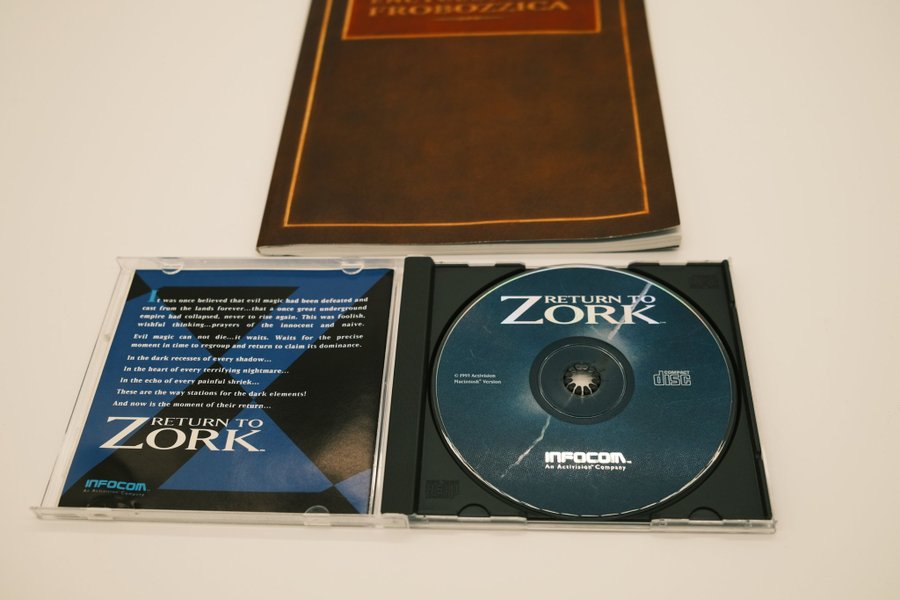 FROBOZZICA
It was once believed that evil magic had been defeated and
cast from the lands forever...that a once great underground
empire had collapsed, never to rise again. This was foolish,
wishful thinking...prayers of the innocent and naive.
Evil magic can not die...it waits. Waits for the precise
moment in time to regroup and return to claim its dominance.
In the dark recesses of every shadow...
In the heart of every terrifying nightmare...
In the echo of every painful shriek...
These are the way stations for the dark elements!
And now is the moment of their return...
RETURN TO
ZORK™
INFOCOM™
An Activision Company
RETURN TO
ZORK™
© 1993 Activision
Macintosh® Version
COMPACT
disc
INFOCOM™
An Activision® Company